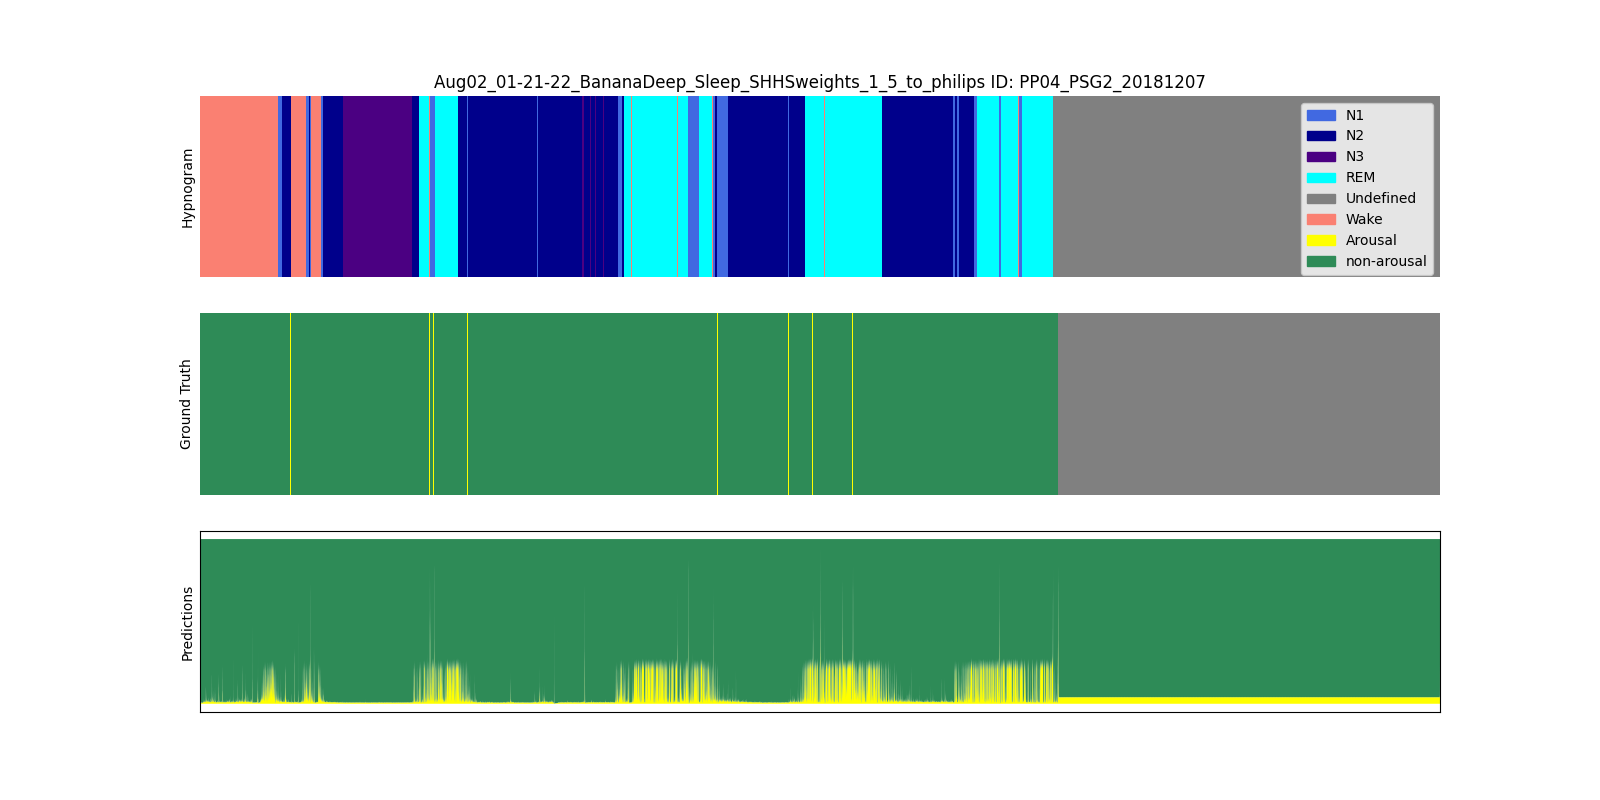 Aug02_01-21-22_BananaDeep_Sleep_SHHSweights_1_5_to_philips ID: PP04_PSG2_20181207
Hypnogram
N1
N2
N3
REM
Undefined
Wake
Arousal
non-arousal
Ground Truth
Predictions